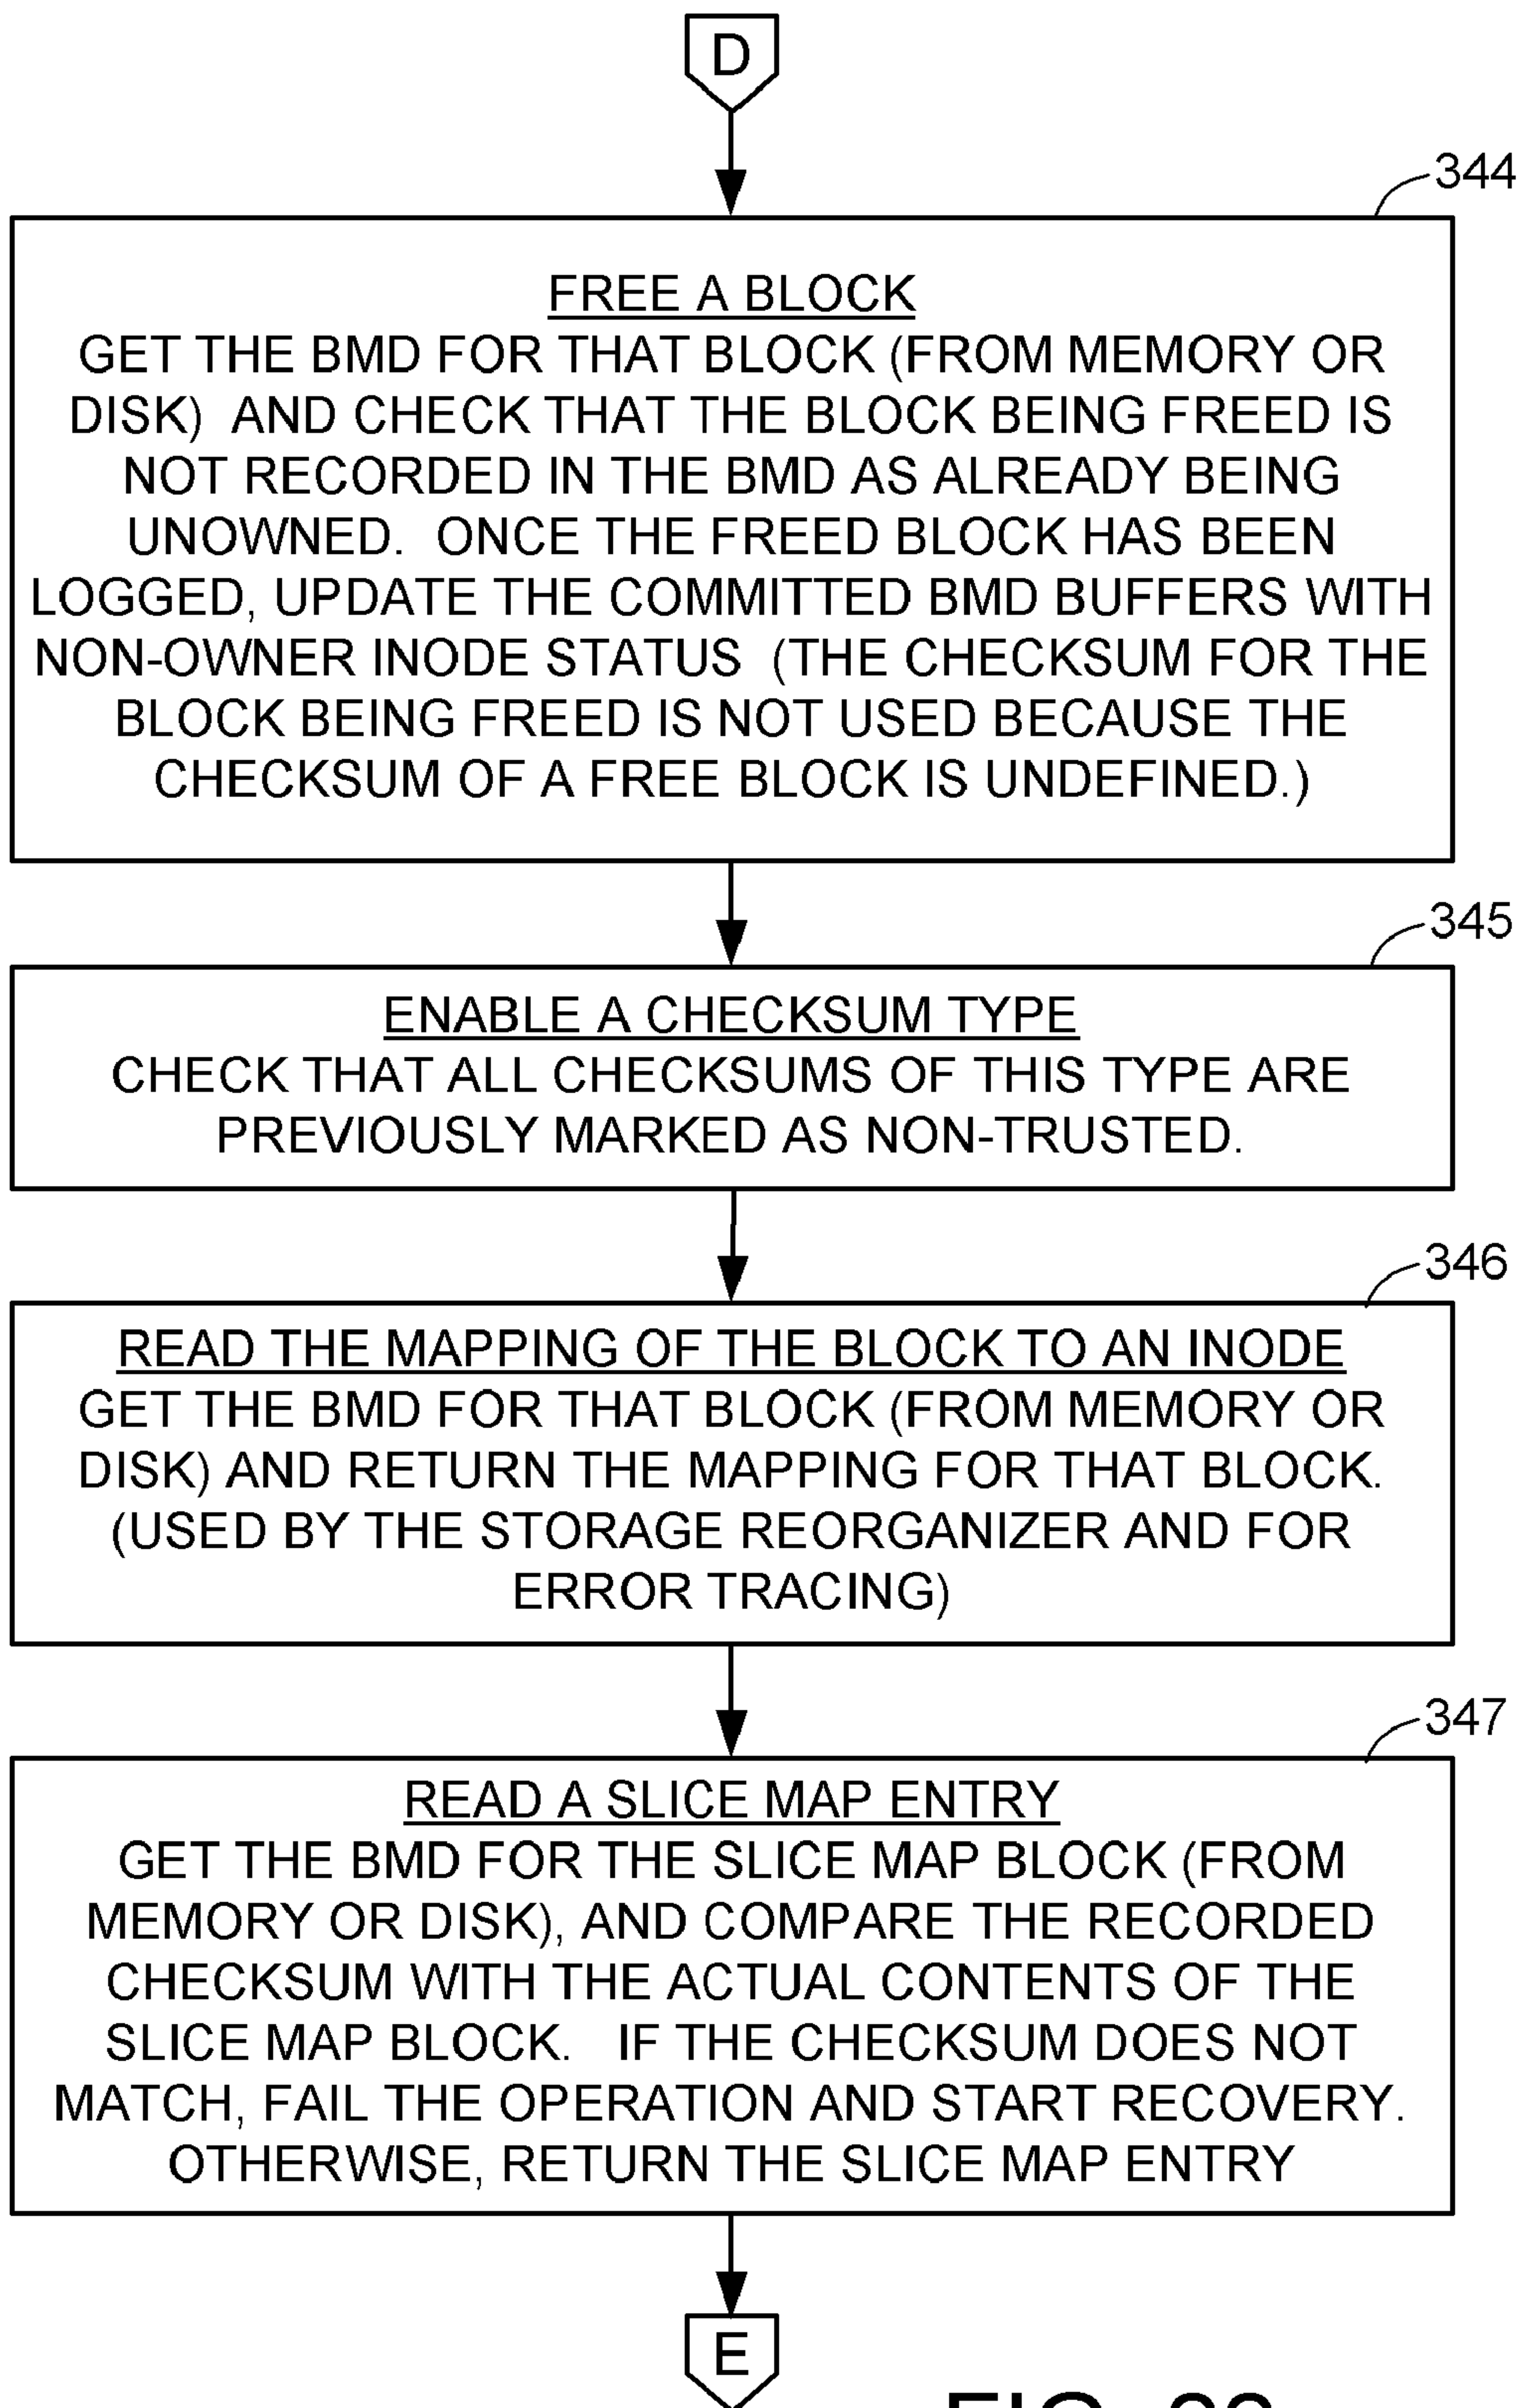 D
344
FREE A BLOCK
GET THE BMD FOR THAT BLOCK (FROM MEMORY OR
DISK) AND CHECK THAT THE BLOCK BEING FREED IS
NOT RECORDED IN THE BMD AS ALREADY BEING
UNOWNED. ONCE THE FREED BLOCK HAS BEEN
LOGGED, UPDATE THE COMMITTED BMD BUFFERS WITH
NON-OWNER INODE STATUS (THE CHECKSUM FOR THE
BLOCK BEING FREED IS NOT USED BECAUSE THE
CHECKSUM OF A FREE BLOCK IS UNDEFINED.)
345
ENABLE A CHECKSUM TYPE
CHECK THAT ALL CHECKSUMS OF THIS TYPE ARE
PREVIOUSLY MARKED AS NON-TRUSTED.
346
READ THE MAPPING OF THE BLOCK TO AN INODE
GET THE BMD FOR THAT BLOCK (FROM MEMORY OR
DISK) AND RETURN THE MAPPING FOR THAT BLOCK.
(USED BY THE STORAGE REORGANIZER AND FOR
ERROR TRACING)
347
READ A SLICE MAP ENTRY
GET THE BMD FOR THE SLICE MAP BLOCK (FROM
MEMORY OR DISK), AND COMPARE THE RECORDED
CHECKSUM WITH THE ACTUAL CONTENTS OF THE
SLICE MAP BLOCK. IF THE CHECKSUM DOES NOT
MATCH, FAIL THE OPERATION AND START RECOVERY.
OTHERWISE, RETURN THE SLICE MAP ENTRY
E